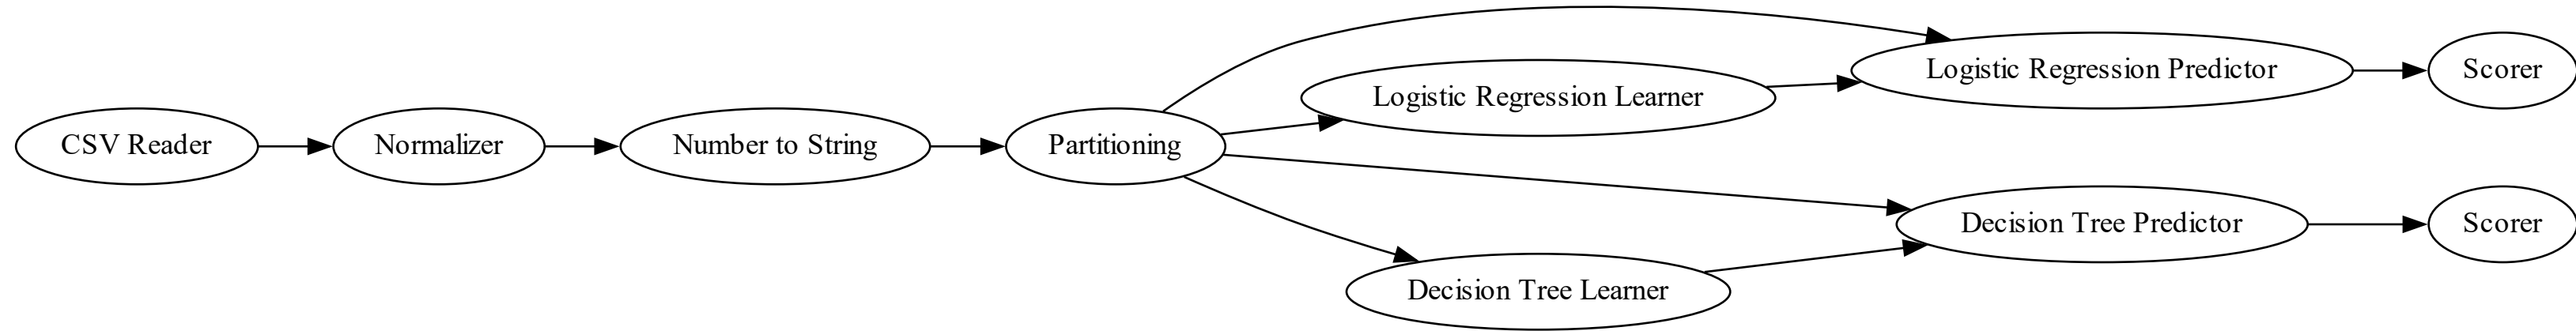 CSV Reader
Normalizer
Number to String
Partitioning
Logistic Regression Learner
Logistic Regression Predictor
Scorer
Decision Tree Learner
Decision Tree Predictor
Scorer